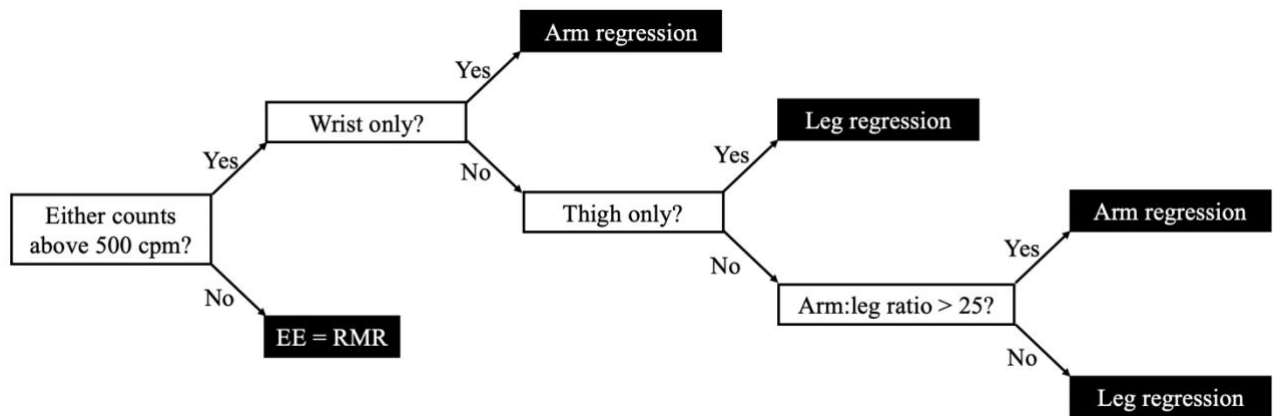 Arm regression
Yes
Wrist only?
Leg regression
Yes
Yes
No
Thigh only?
Either counts
above 500 cpm?
Arm regression
Yes
No
No
Arm:leg ratio > 25?
EE = RMR
No
Leg regression